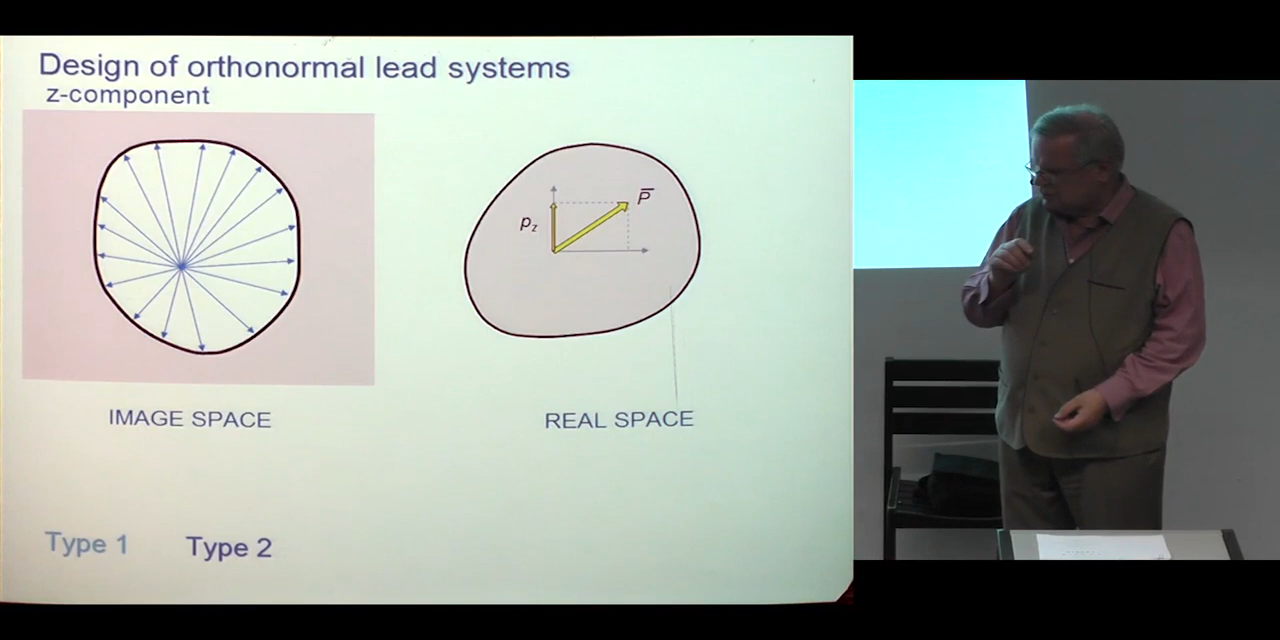 Design of orthonormal lead systems
z-component
pz
P̅
IMAGE SPACE
REAL SPACE
Type 1
Type 2